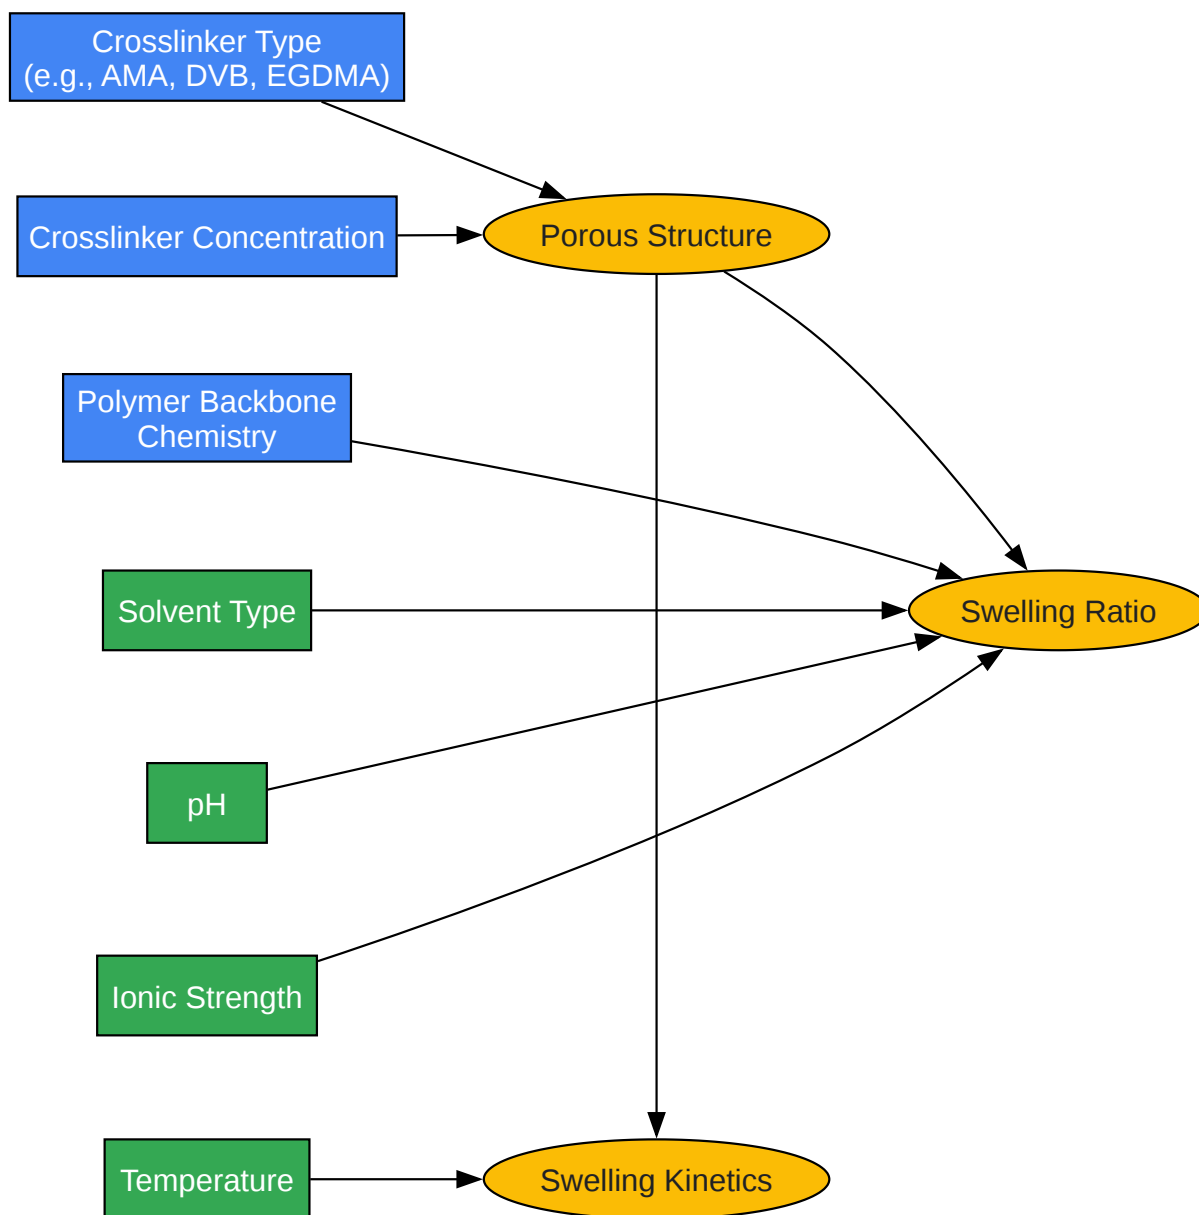 Crosslinker Type
(e.g., AMA, DVB, EGDMA)
Crosslinker Concentration
Porous Structure
Polymer Backbone
Chemistry
Solvent Type
Swelling Ratio
pH
Ionic Strength
Temperature
Swelling Kinetics